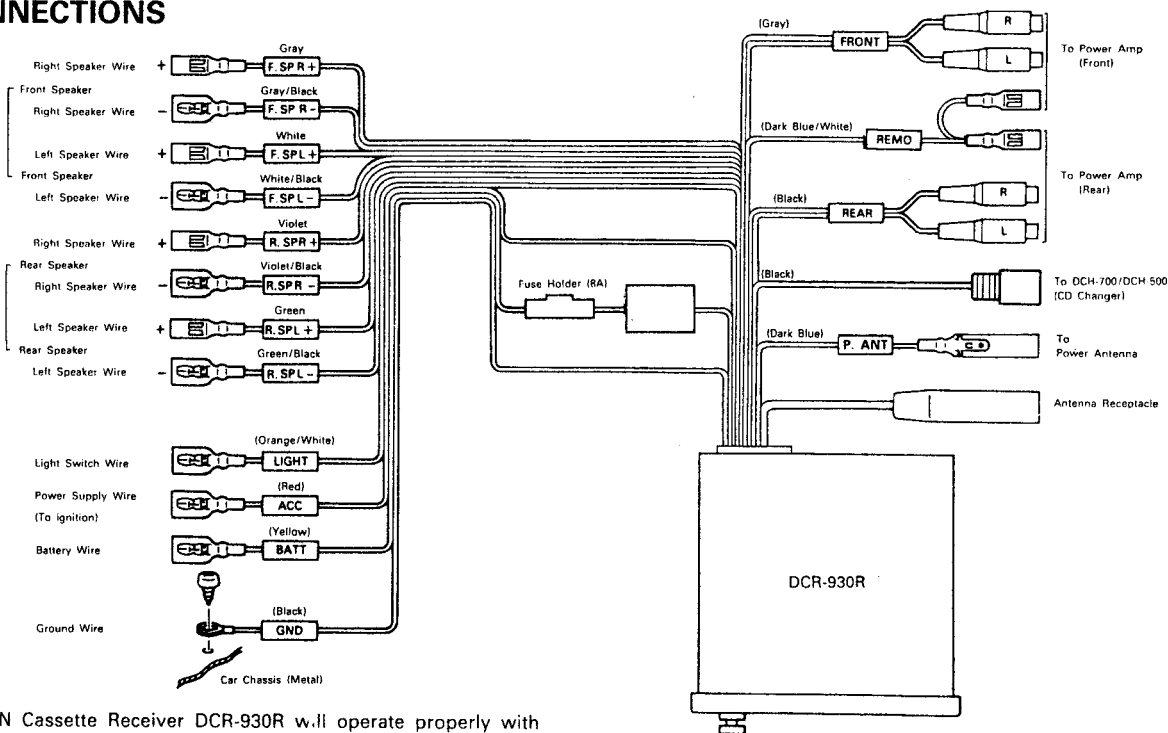 NNECTIONS
Right Speaker Wire + Gray F.SPR+
Front Speaker
Right Speaker Wire − Gray/Black F.SPR−
Left Speaker Wire + White F.SPL+
Front Speaker
Left Speaker Wire − White/Black F.SPL−
Right Speaker Wire + Violet R.SPR+
Rear Speaker
Right Speaker Wire − Violet/Black R.SPR−
Left Speaker Wire + Green R.SPL+
Rear Speaker
Left Speaker Wire − Green/Black R.SPL−
Light Switch Wire (Orange/White) LIGHT
Power Supply Wire (Red) ACC
(To ignition)
Battery Wire (Yellow) BATT
Ground Wire (Black) GND
Car Chassis (Metal)
Fuse Holder (8A)
(Gray) FRONT R
L
To Power Amp
(Front)
(Dark Blue/White) REMO
To Power Amp
(Rear)
(Black) REAR R
L
(Black)
To DCH-700/DCH-500
(CD Changer)
(Dark Blue) P. ANT
To
Power Antenna
Antenna Receptacle
DCR-930R
N Cassette Receiver DCR-930R will operate properly with